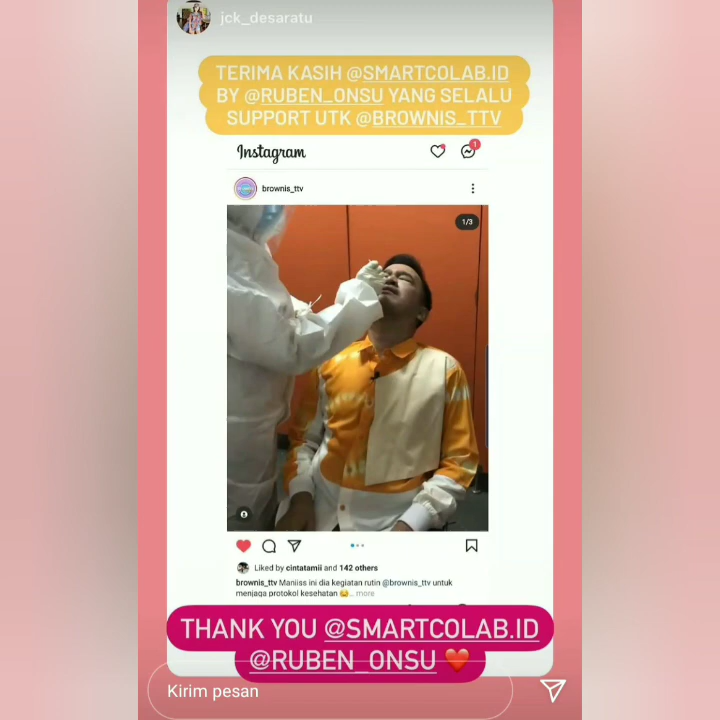 jck_desaratu
TERIMA KASIH @SMARTCOLAB.ID
BY @RUBEN_ONSU YANG SELALU
SUPPORT UTK @BROWNIS_TTV
Instagram
1
brownis_ttv
1/3
Liked by cintatamii and 142 others
brownis_ttv Maniiss ini dia kegiatan rutin @brownis_ttv untuk
menjaga protokol kesehatan 😄... more
THANK YOU @SMARTCOLAB.ID
@RUBEN_ONSU ❤️
Kirim pesan